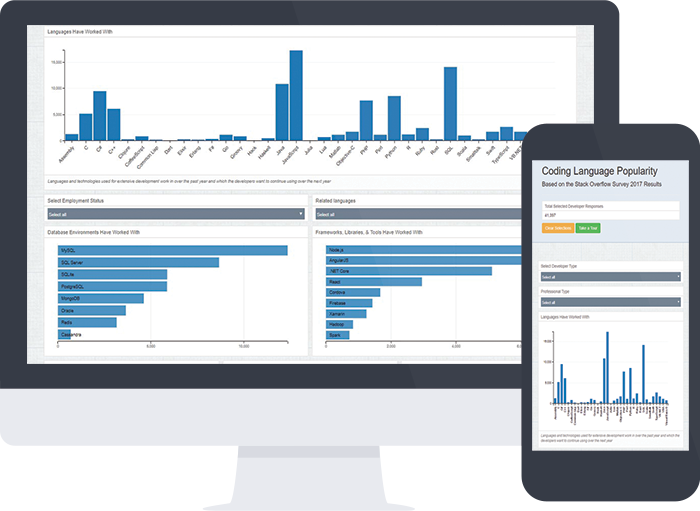 Languages Have Worked With
15,000
10,000
5,000
0
Assembly
C
C#
C++
Clojure
CoffeeScript
Common Lisp
Dart
Elixir
Erlang
F#
Go
Groovy
Hack
Haskell
Java
JavaScript
Julia
Lua
Matlab
Objective-C
PHP
Perl
Python
R
Ruby
Rust
SQL
Scala
Smalltalk
Swift
TypeScript
VB.NET
Languages and technologies used for extensive development work in over the past year and which the developers want to continue using over the next year
Select Employment Status
Select all
Related languages
Select all
Database Environments Have Worked With
MySQL
SQL Server
SQLite
PostgreSQL
MongoDB
Oracle
Redis
Cassandra
0
5,000
10,000
Frameworks, Libraries, & Tools Have Worked With
Node.js
AngularJS
.NET Core
React
Cordova
Firebase
Xamarin
Hadoop
Spark
0
2,000
4,000
6,000
Coding Language Popularity
Based on the Stack Overflow Survey 2017 Results
Total Selected Developer Responses
Clear Selections
Take a Tour
Select Developer Type
Select all
Professional Type
Select all
Languages Have Worked With
15,000
10,000
5,000
0
Languages and technologies used for extensive development work in over the past year and which the
developers want to continue using over the next year